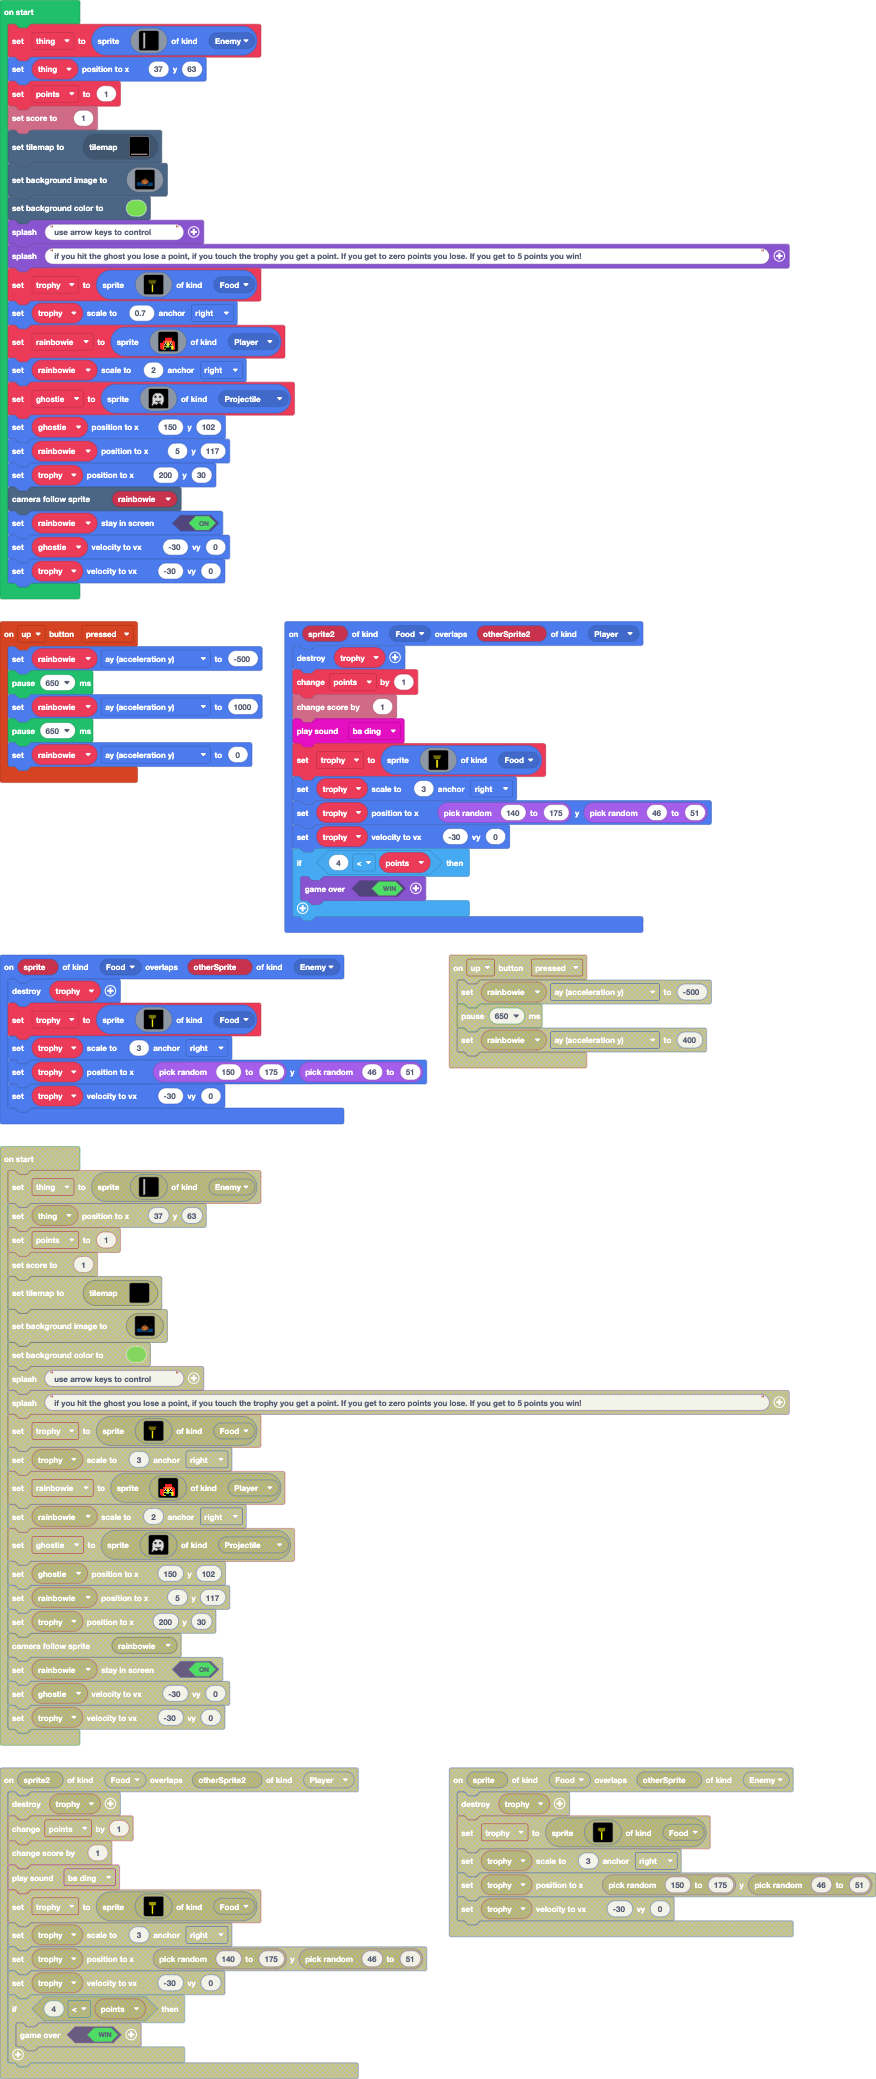 on start
set thing to sprite of kind Enemy
set thing position to x 37 y 63
set points to 1
set score to 1
set tilemap to tilemap
set background image to
set background color to
splash " use arrow keys to control "
splash " if you hit the ghost you lose a point, if you touch the trophy you get a point. If you get to zero points you lose. If you get to 5 points you win! "
set trophy to sprite of kind Food
set trophy scale to 0.7 anchor right
set rainbowie to sprite of kind Player
set rainbowie scale to 2 anchor right
set ghostie to sprite of kind Projectile
set ghostie position to x 150 y 102
set rainbowie position to x 5 y 117
set trophy position to x 200 y 30
camera follow sprite rainbowie
set rainbowie stay in screen ON
set ghostie velocity to vx -30 vy 0
set trophy velocity to vx -30 vy 0
on up button pressed
set rainbowie ay (acceleration y) to -500
pause 650 ms
set rainbowie ay (acceleration y) to 1000
pause 650 ms
set rainbowie ay (acceleration y) to 0
on sprite2 of kind Food overlaps otherSprite2 of kind Player
destroy trophy
change points by 1
change score by 1
play sound ba ding
set trophy to sprite of kind Food
set trophy scale to 3 anchor right
set trophy position to x pick random 140 to 175 y pick random 46 to 51
set trophy velocity to vx -30 vy 0
if 4 < points then
game over WIN
on sprite of kind Food overlaps otherSprite of kind Enemy
destroy trophy
set trophy to sprite of kind Food
set trophy scale to 3 anchor right
set trophy position to x pick random 150 to 175 y pick random 46 to 51
set trophy velocity to vx -30 vy 0
on up button pressed
set rainbowie ay (acceleration y) to -500
pause 650 ms
set rainbowie ay (acceleration y) to 400
on start
set thing to sprite of kind Enemy
set thing position to x 37 y 63
set points to 1
set score to 1
set tilemap to tilemap
set background image to
set background color to
splash " use arrow keys to control "
splash " if you hit the ghost you lose a point, if you touch the trophy you get a point. If you get to zero points you lose. If you get to 5 points you win! "
set trophy to sprite of kind Food
set trophy scale to 3 anchor right
set rainbowie to sprite of kind Player
set rainbowie scale to 2 anchor right
set ghostie to sprite of kind Projectile
set ghostie position to x 150 y 102
set rainbowie position to x 5 y 117
set trophy position to x 200 y 30
camera follow sprite rainbowie
set rainbowie stay in screen ON
set ghostie velocity to vx -30 vy 0
set trophy velocity to vx -30 vy 0
on sprite2 of kind Food overlaps otherSprite2 of kind Player
destroy trophy
change points by 1
change score by 1
play sound ba ding
set trophy to sprite of kind Food
set trophy scale to 3 anchor right
set trophy position to x pick random 140 to 175 y pick random 46 to 51
set trophy velocity to vx -30 vy 0
if 4 < points then
game over WIN
on sprite of kind Food overlaps otherSprite of kind Enemy
destroy trophy
set trophy to sprite of kind Food
set trophy scale to 3 anchor right
set trophy position to x pick random 150 to 175 y pick random 46 to 51
set trophy velocity to vx -30 vy 0